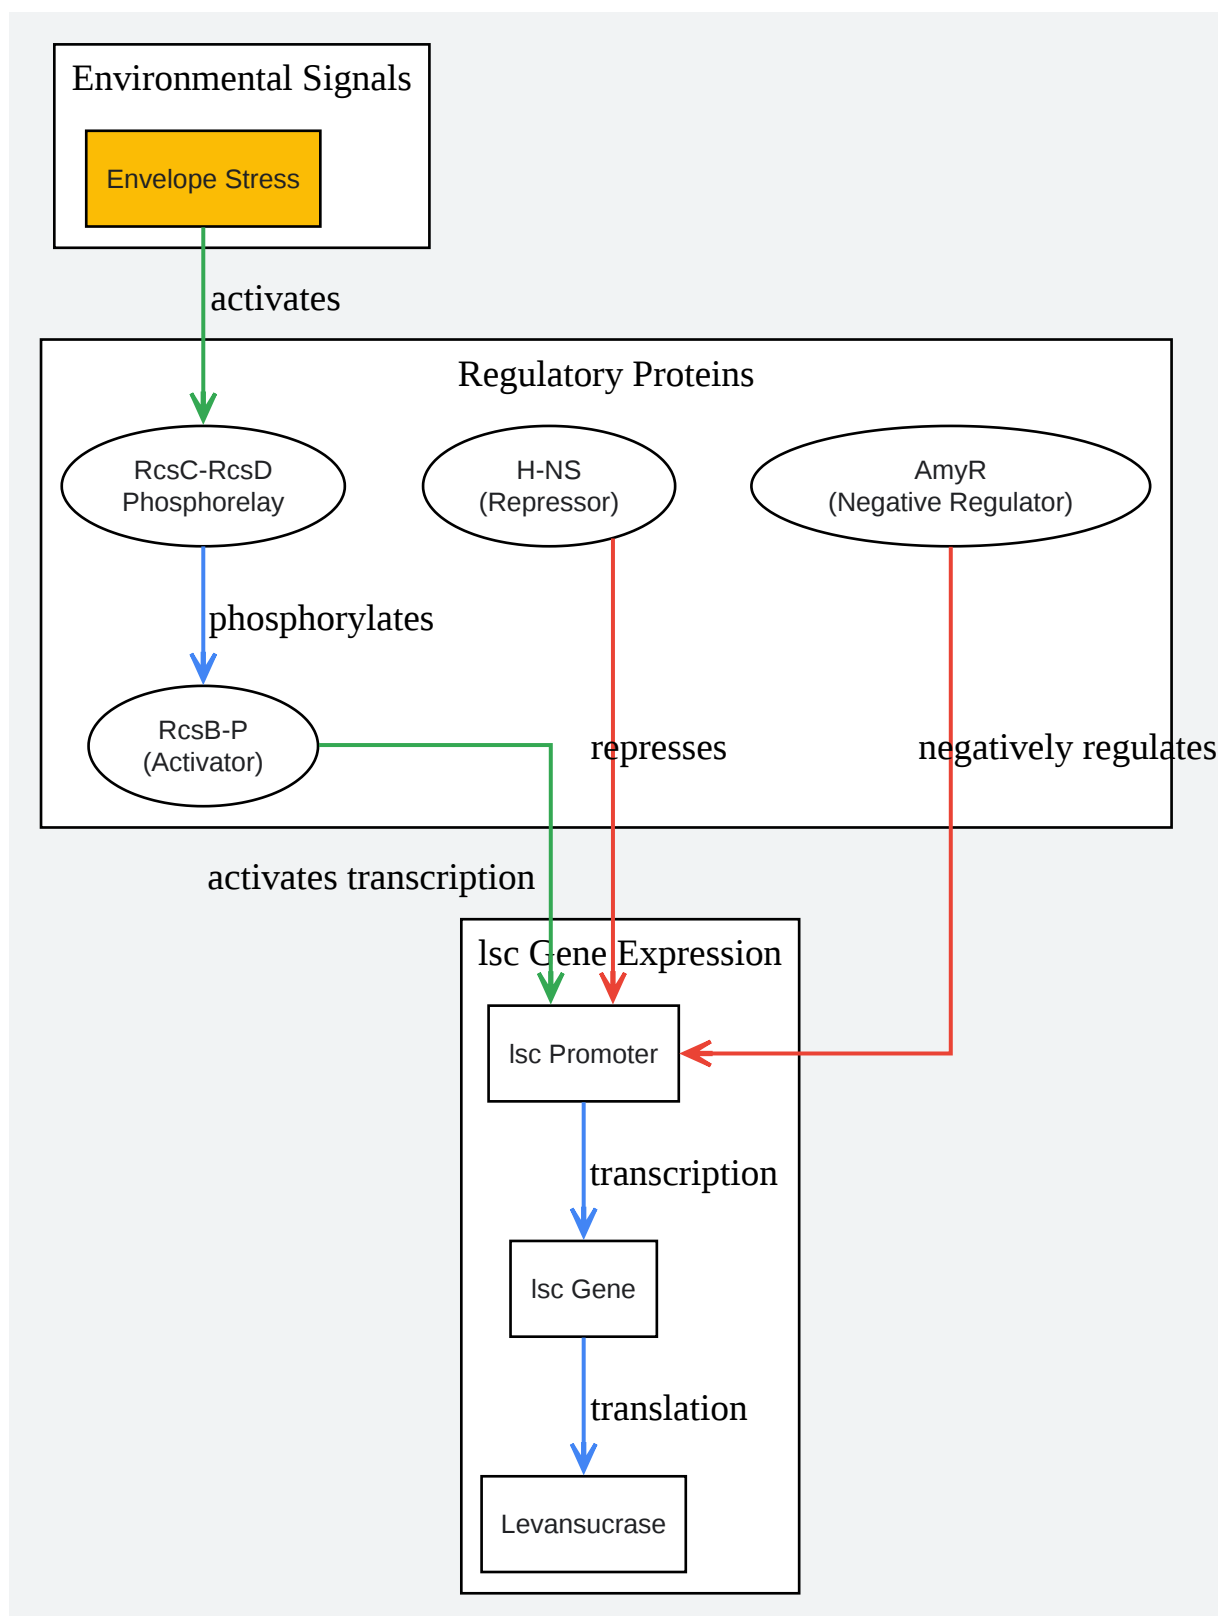 Environmental Signals
Envelope Stress
activates
Regulatory Proteins
RcsC-RcsD
Phosphorelay
H-NS
(Repressor)
AmyR
(Negative Regulator)
phosphorylates
RcsB-P
(Activator)
represses
negatively regulates
activates transcription
lsc Gene Expression
lsc Promoter
transcription
lsc Gene
translation
Levansucrase